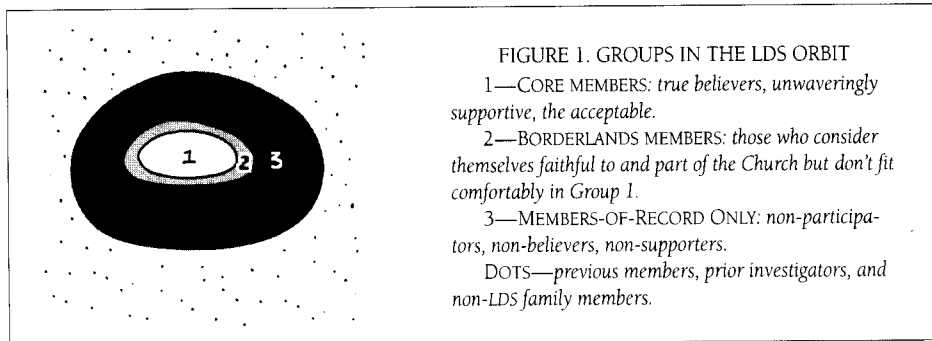 FIGURE 1. GROUPS IN THE LDS ORBIT
1—CORE MEMBERS: true believers, unwaveringly
supportive, the acceptable.
2—BORDERLANDS MEMBERS: those who consider
themselves faithful to and part of the Church but don't fit
comfortably in Group 1.
3—MEMBERS-OF-RECORD ONLY: non-participa-
tors, non-believers, non-supporters.
DOTS—previous members, prior investigators, and
non-LDS family members.
1
2
3